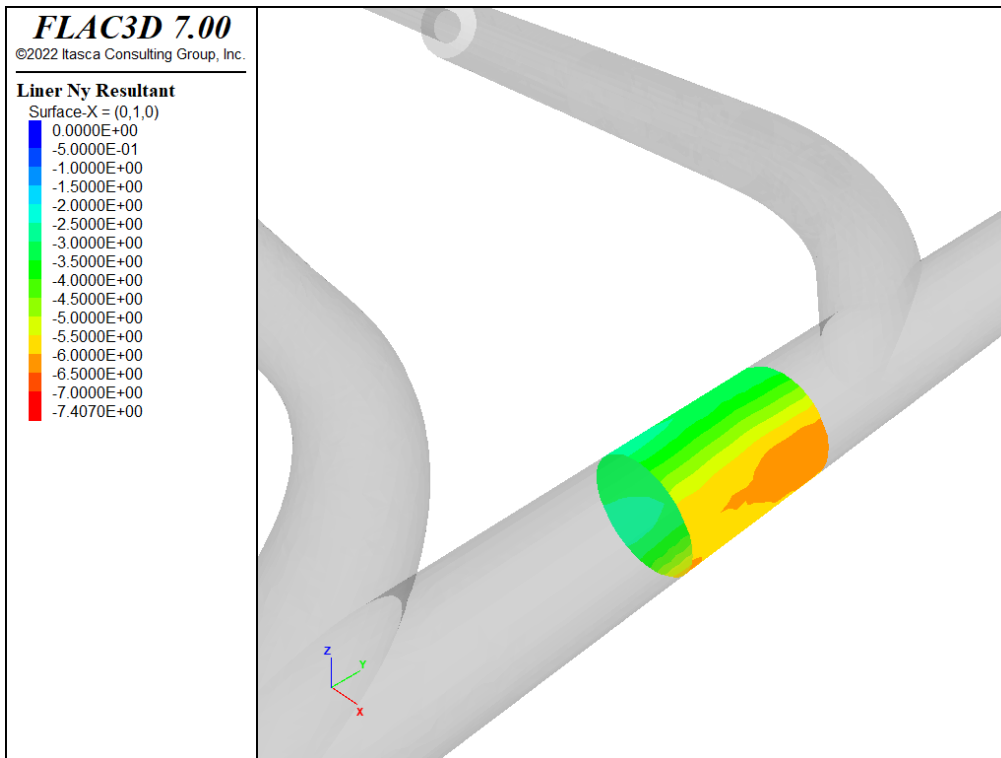 FLAC3D 7.00
©2022 Itasca Consulting Group, Inc.
Liner Ny Resultant
Surface-X = (0,1,0)
0.0000E+00
-5.0000E-01
-1.0000E+00
-1.5000E+00
-2.0000E+00
-2.5000E+00
-3.0000E+00
-3.5000E+00
-4.0000E+00
-4.5000E+00
-5.0000E+00
-5.5000E+00
-6.0000E+00
-6.5000E+00
-7.0000E+00
-7.4070E+00
Z
Y
X